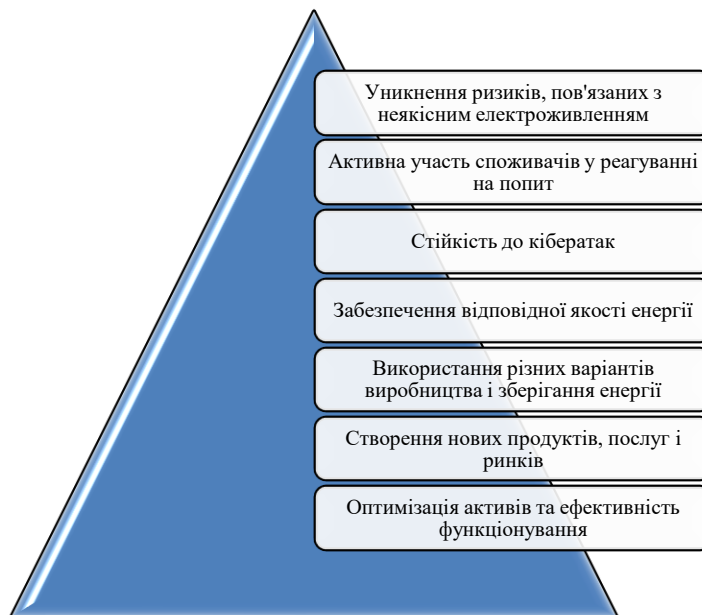 Уникнення ризиків, пов'язаних з
неякісним електроживленням
Активна участь споживачів у реагуванні
на попит
Стійкість до кібератак
Забезпечення відповідної якості енергії
Використання різних варіантів
виробництва і зберігання енергії
Створення нових продуктів, послуг і
ринків
Оптимізація активів та ефективність
функціонування